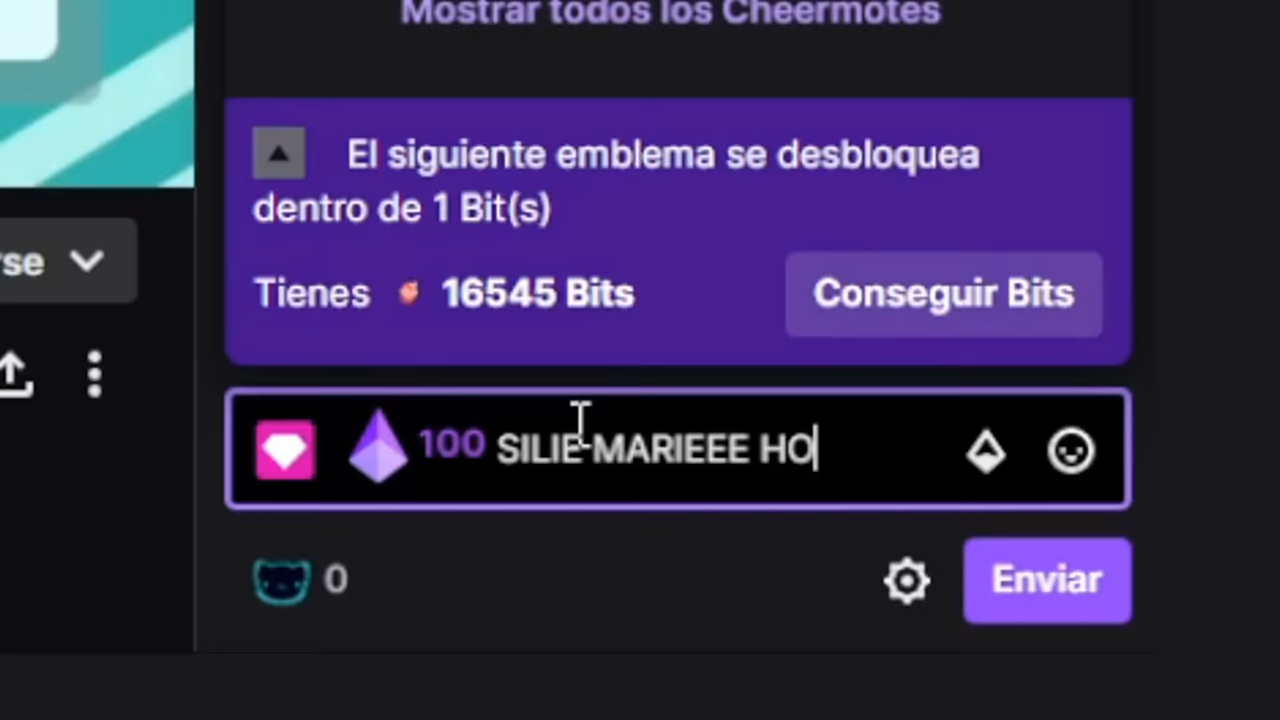 Mostrar todos los Cheermotes
El siguiente emblema se desbloquea
dentro de 1 Bit(s)
Tienes 16545 Bits
Conseguir Bits
rse
100 SILIE-MARIEEE HO
0
Enviar